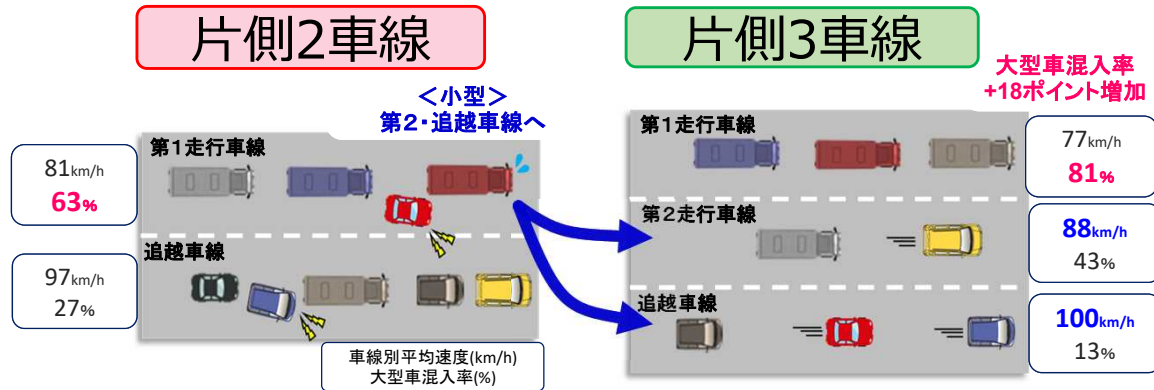 片側2車線
片側3車線
大型車混入率
+18ポイント増加
＜小型＞
第2・追越車線へ
第1走行車線
81km/h
63%
追越車線
97km/h
27%
車線別平均速度(km/h)
大型車混入率(%)
第1走行車線
77km/h
81%
第2走行車線
88km/h
43%
追越車線
100km/h
13%